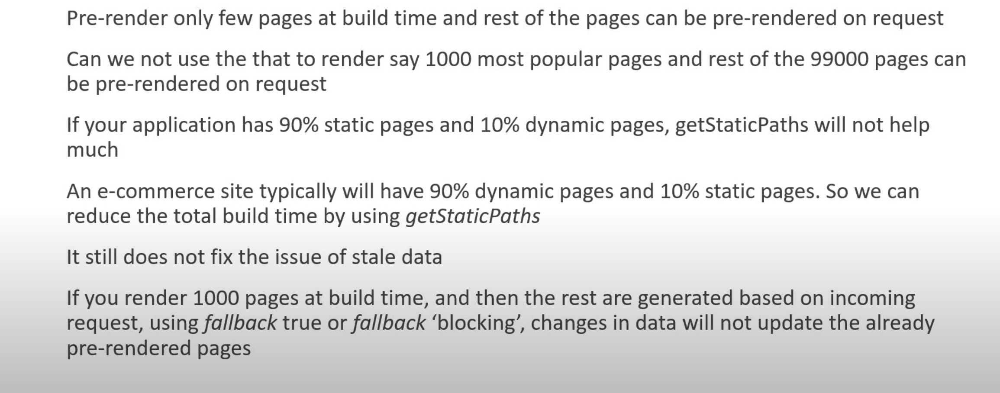 Pre-render only few pages at build time and rest of the pages can be pre-rendered on request
Can we not use the that to render say 1000 most popular pages and rest of the 99000 pages can
be pre-rendered on request
If your application has 90% static pages and 10% dynamic pages, getStaticPaths will not help
much
An e-commerce site typically will have 90% dynamic pages and 10% static pages. So we can
reduce the total build time by using getStaticPaths
It still does not fix the issue of stale data
If you render 1000 pages at build time, and then the rest are generated based on incoming
request, using fallback true or fallback ‘blocking’, changes in data will not update the already
pre-rendered pages